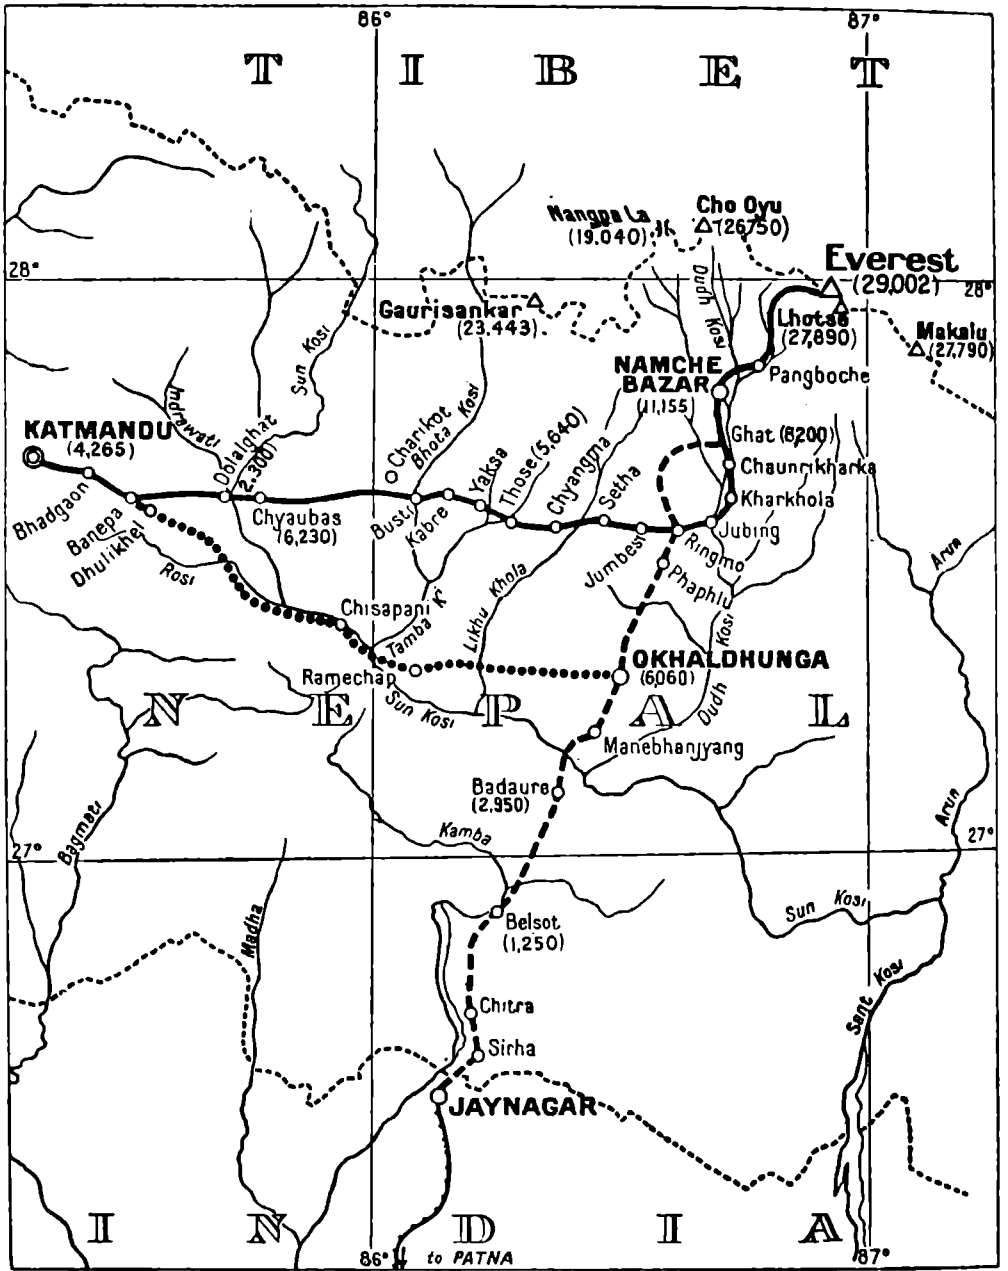 86°
87°
T I B E T
Nangpa La
(19.040)
Cho Oyu
(26750)
Everest
(29,002)
28°
28°
Dudh Kosi
Gaurisankar
(23.443)
Lhotse
(27,890)
Makalu
(27,790)
Sun Kosi
NAMCHE
BAZAR
(11,155
Pangboche
Indrawati
Bhota Kosi
KATMANDU
(4,265)
Dolalghat
2.300)
Charikot
Yaksa
Those (5,640)
Chyangma
Setha
Ghat (8,200)
Chaunrikharka
Kharkhola
Bhadgaon
Banepa
Dhulikhel
Chyaubas
(6,230)
Busti
Kabre
Jumbesi
Ringmo
Jubing
Arun
Rosi
Phaphlu
Chisapani
Tamba K.
Likhu Khola
Dudh Kosi
Ramechap
OKHALDHUNGA
(6060)
Sun Kosi
N E P A L
Manebhanjyang
Badaure
(2,950)
Bagmati
Kamba
Arun
27°
27°
Madha
Belsot
(1,250)
Sun Kosi
Sant Kosi
Chitra
Sirha
JAYNAGAR
I N D I A
86°
to PATNA
87°